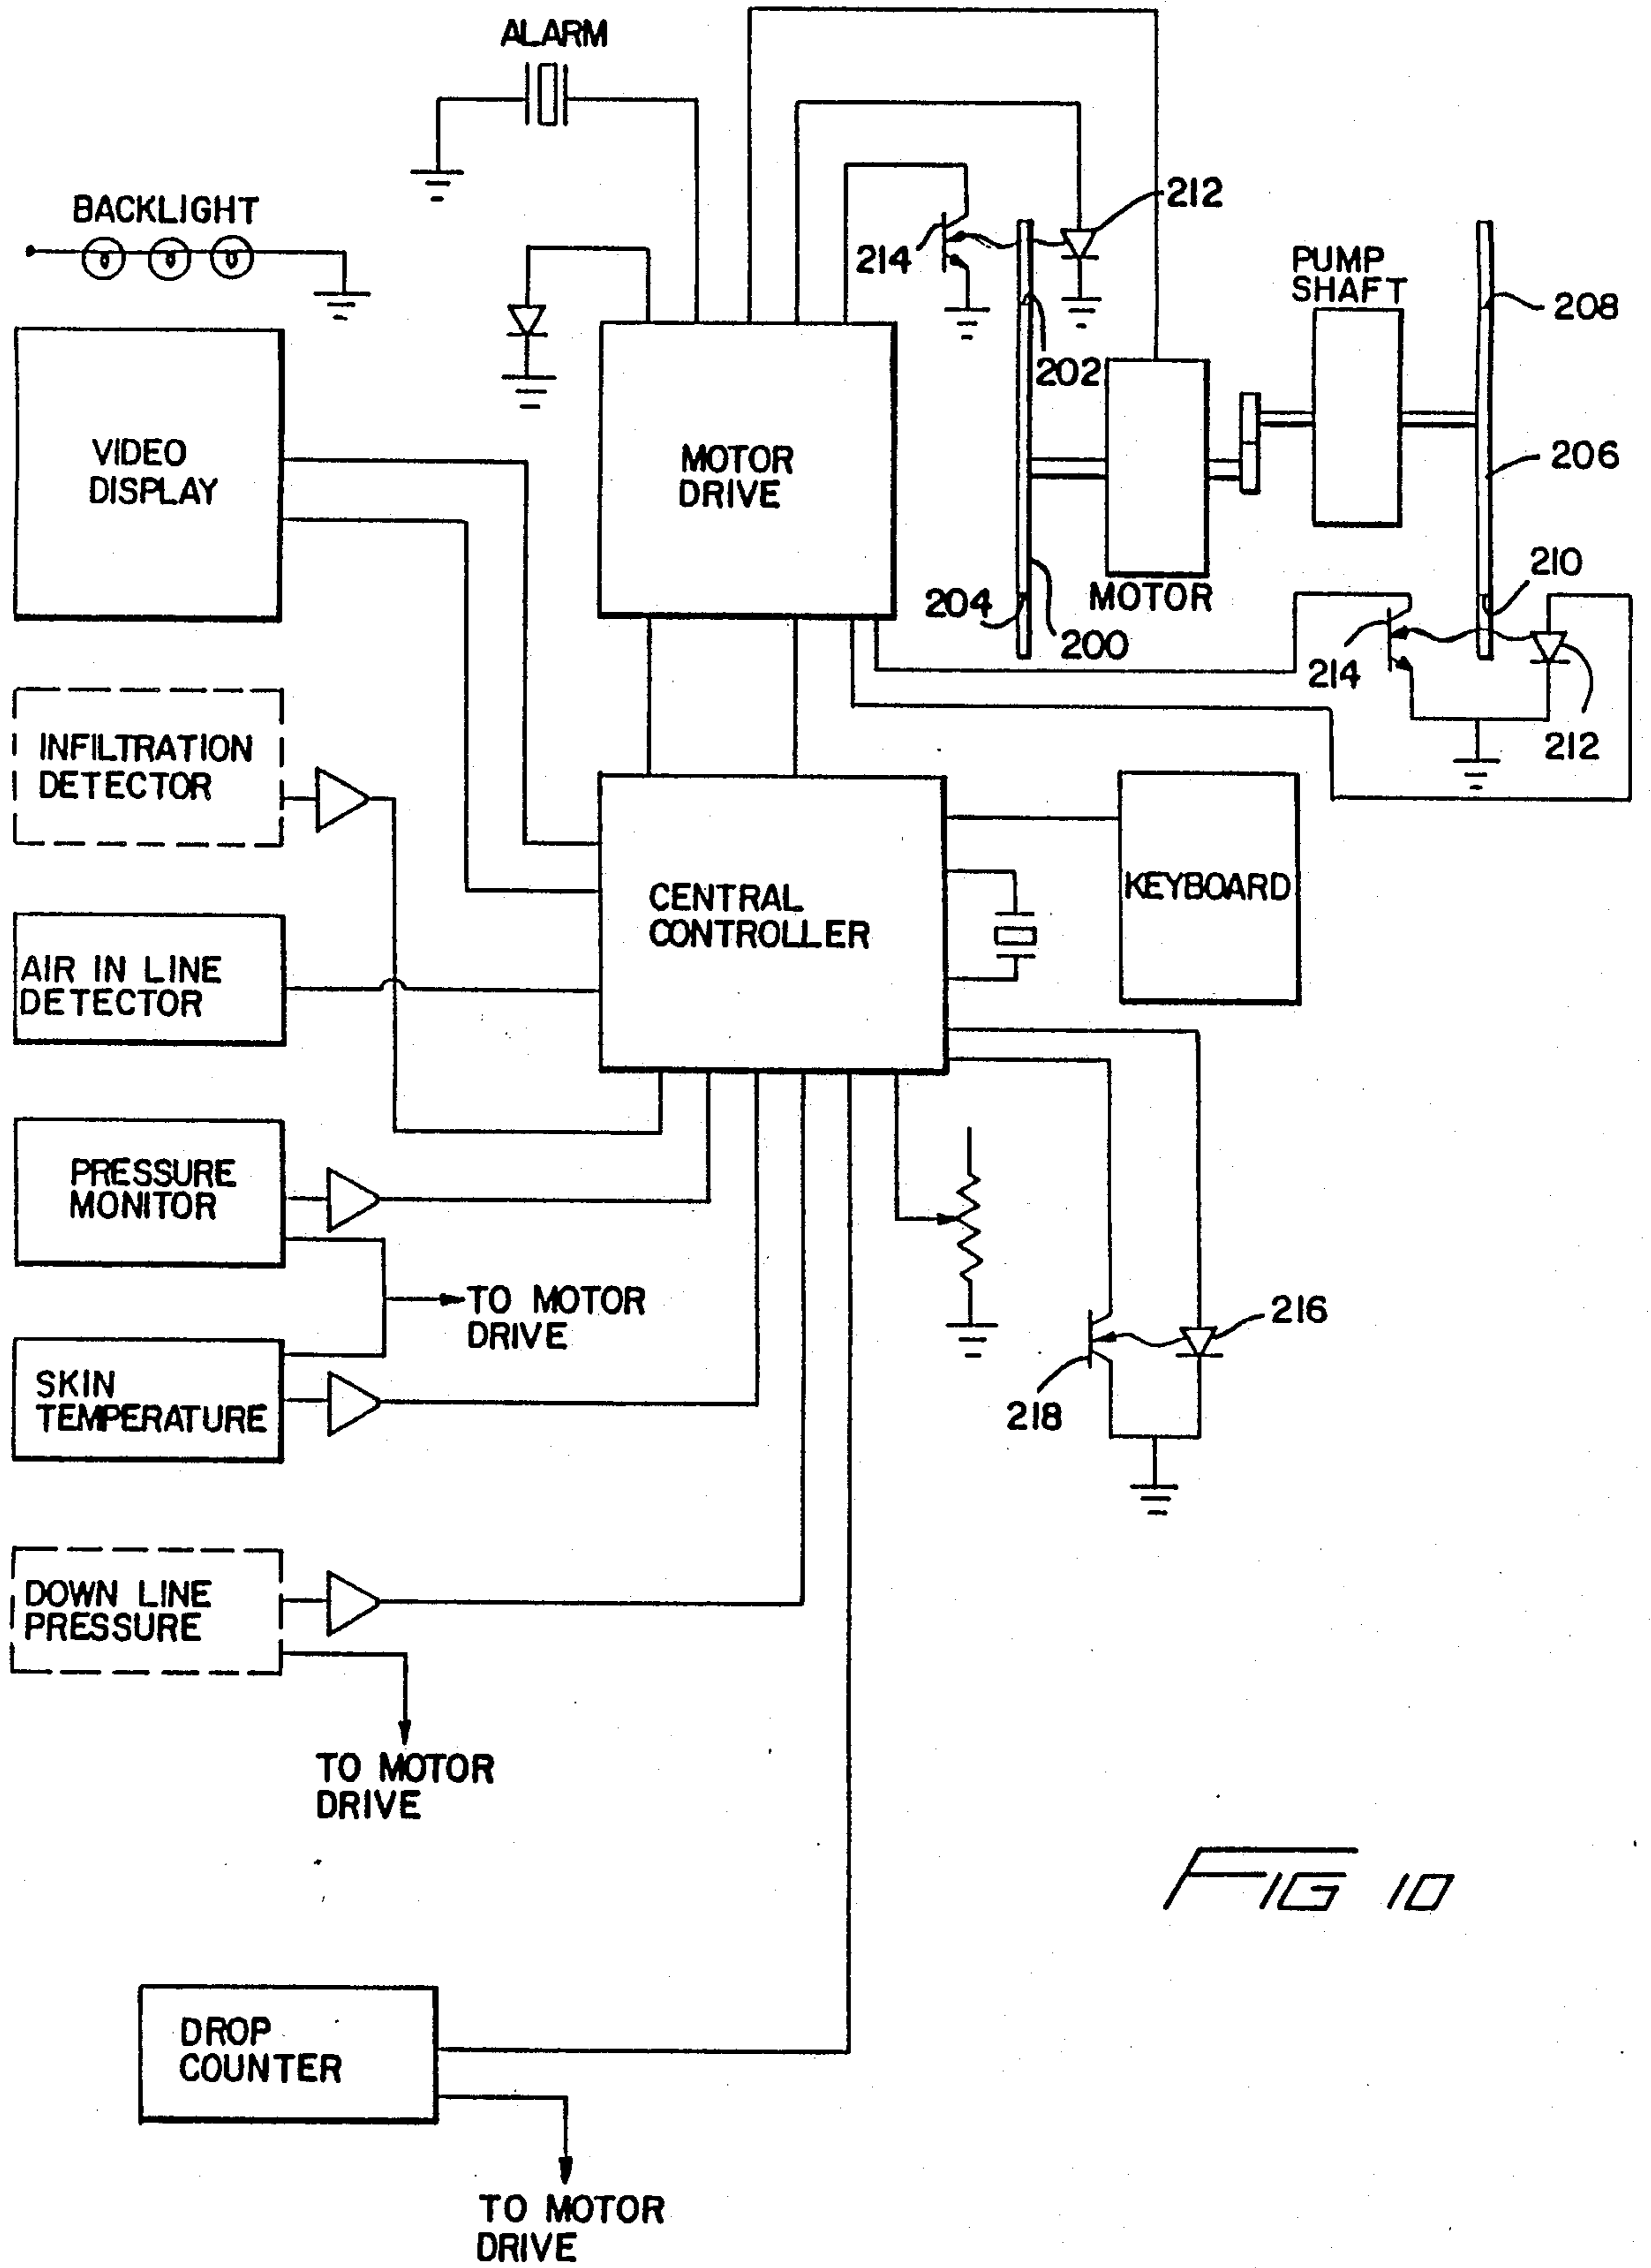 ALARM
BACKLIGHT
212
214
PUMP
SHAFT
208
202
VIDEO
DISPLAY
MOTOR
DRIVE
206
210
204
MOTOR
200
214
212
INFILTRATION
DETECTOR
CENTRAL
CONTROLLER
KEYBOARD
AIR IN LINE
DETECTOR
PRESSURE
MONITOR
TO MOTOR
DRIVE
216
SKIN
TEMPERATURE
218
DOWN LINE
PRESSURE
TO MOTOR
DRIVE
FIG 10
DROP
COUNTER
TO MOTOR
DRIVE